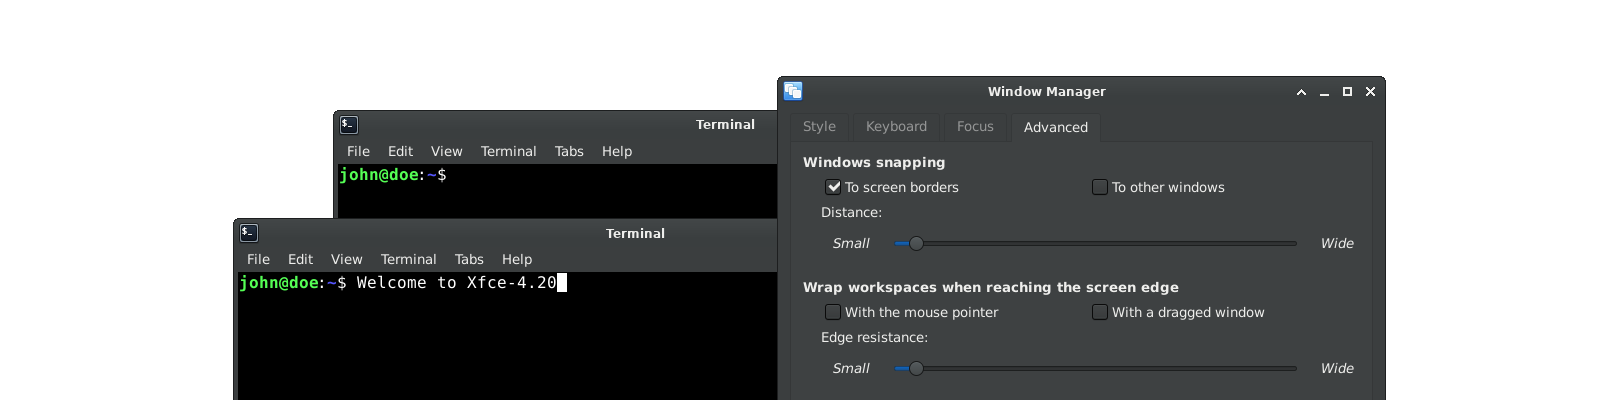 Terminal
File Edit View Terminal Tabs Help
john@doe:~$
Terminal
File Edit View Terminal Tabs Help
john@doe:~$ Welcome to Xfce-4.20
Window Manager
Style Keyboard Focus Advanced
Windows snapping
To screen borders To other windows
Distance:
Small Wide
Wrap workspaces when reaching the screen edge
With the mouse pointer With a dragged window
Edge resistance:
Small Wide